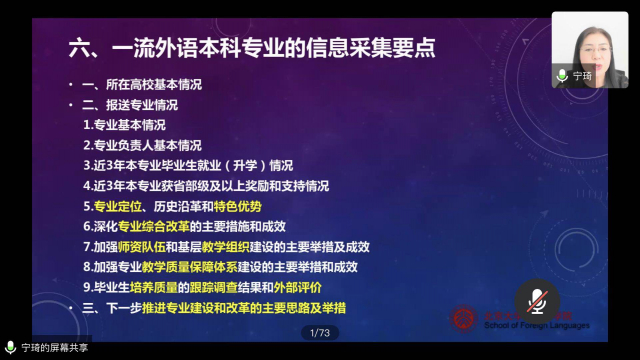 六、一流外语本科专业的信息采集要点
• 一、所在高校基本情况
• 二、报送专业情况
1.专业基本情况
2.专业负责人基本情况
3.近3年本专业毕业生就业（升学）情况
4.近3年本专业获省部级及以上奖励和支持情况
5.专业定位、历史沿革和特色优势
6.深化专业综合改革的主要措施和成效
7.加强师资队伍和基层教学组织建设的主要举措及成效
8.加强专业教学质量保障体系建设的主要举措和成效
9.毕业生培养质量的跟踪调查结果和外部评价
• 三、下一步推进专业建设和改革的主要思路及举措
宁琦
School of Foreign Languages
1/73
宁琦的屏幕共享